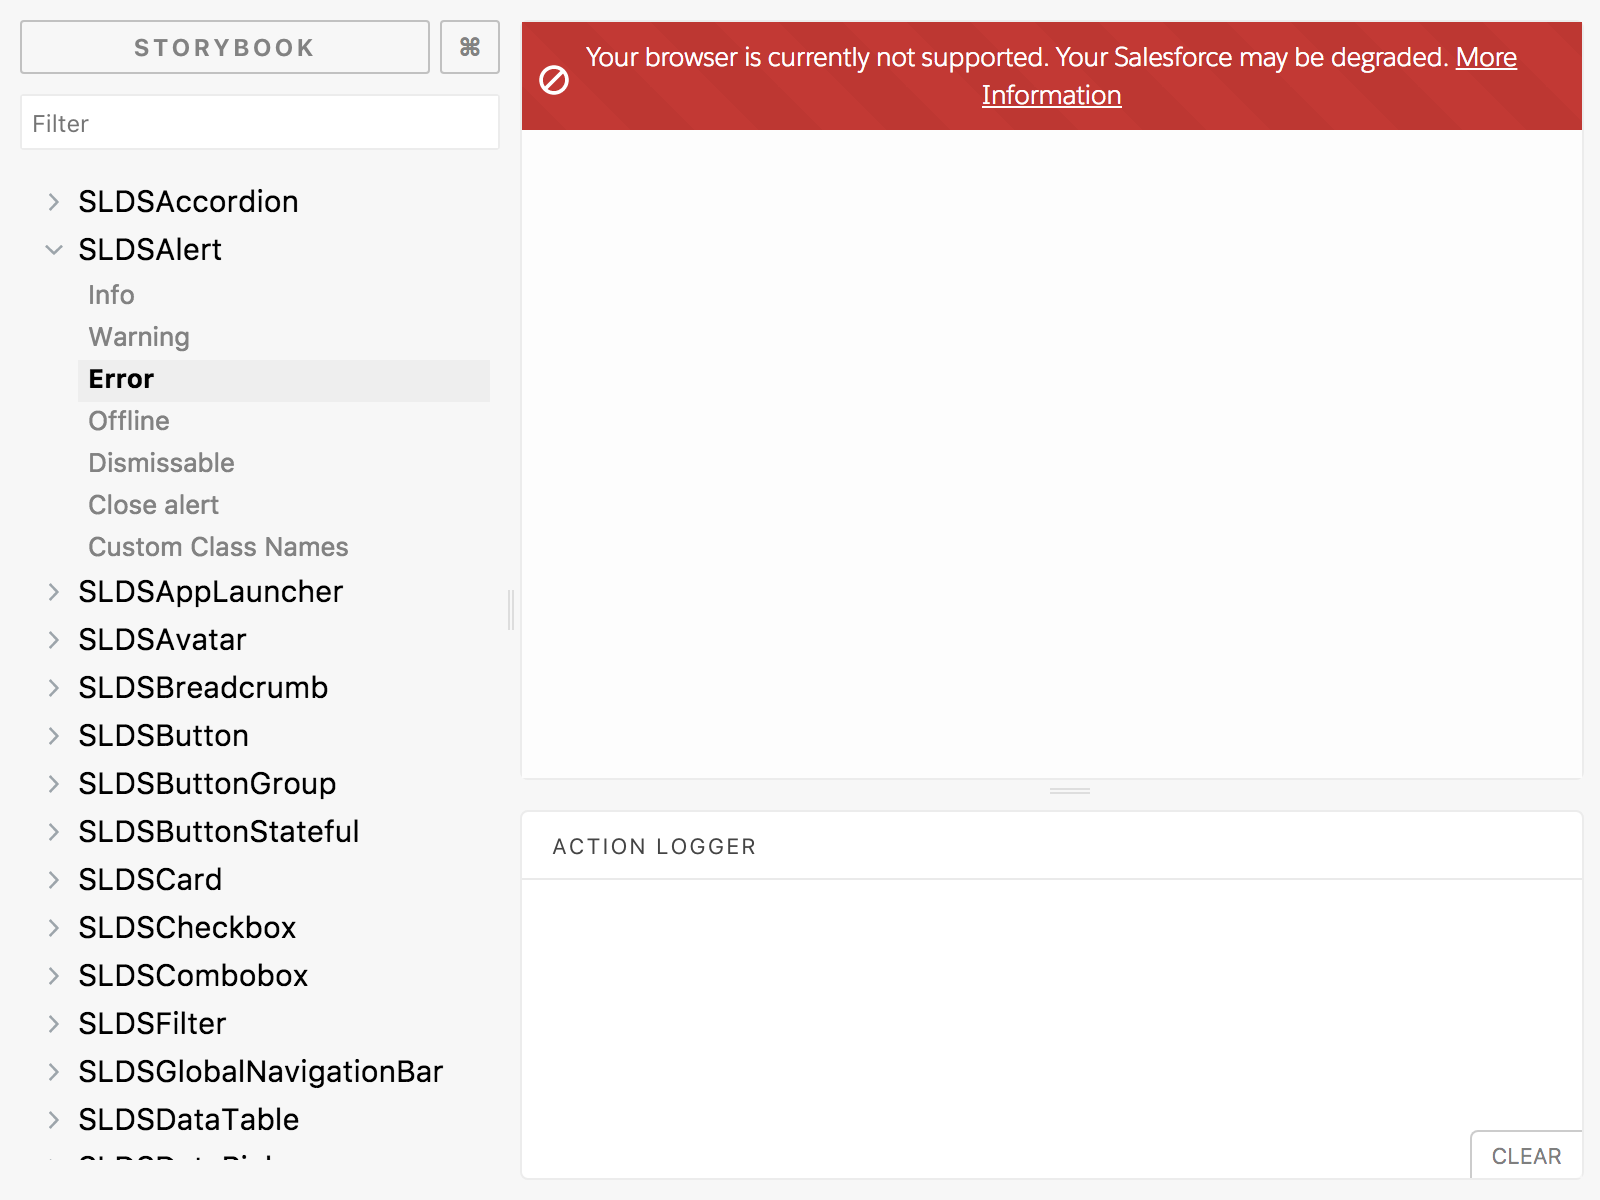 STORYBOOK
⌘
Filter
SLDSAccordion
SLDSAlert
Info
Warning
Error
Offline
Dismissable
Close alert
Custom Class Names
SLDSAppLauncher
SLDSAvatar
SLDSBreadcrumb
SLDSButton
SLDSButtonGroup
SLDSButtonStateful
SLDSCard
SLDSCheckbox
SLDSCombobox
SLDSFilter
SLDSGlobalNavigationBar
SLDSDataTable
Your browser is currently not supported. Your Salesforce may be degraded. More
Information
ACTION LOGGER
CLEAR